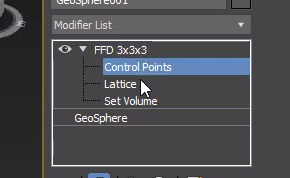 GeoSphere001
Modifier List
FFD 3x3x3
Control Points
Lattice
Set Volume
GeoSphere